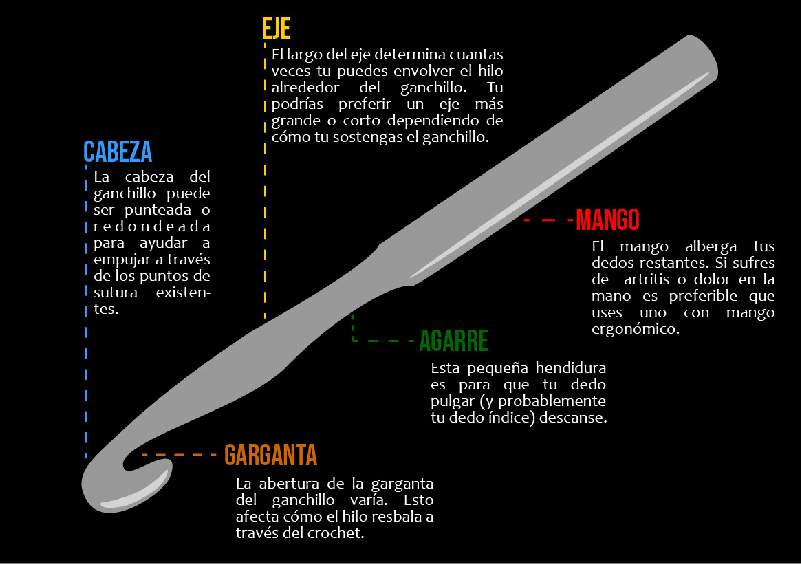 EJE
El largo del eje determina cuantas
veces tu puedes envolver el hilo
alrededor del ganchillo. Tu
podrías preferir un eje más
grande o corto dependiendo de
cómo tu sostengas el ganchillo.
CABEZA
La cabeza del
ganchillo puede
ser punteada o
redondeada
para ayudar a
empujar a través
de los puntos de
sutura existen-
tes.
MANGO
El mango alberga tus
dedos restantes. Si sufres
de artritis o dolor en la
mano es preferible que
uses uno con mango
ergonómico.
AGARRE
Esta pequeña hendidura
es para que tu dedo
pulgar (y probablemente
tu dedo índice) descanse.
GARGANTA
La abertura de la garganta
del ganchillo varía. Esto
afecta cómo el hilo resbala a
través del crochet.